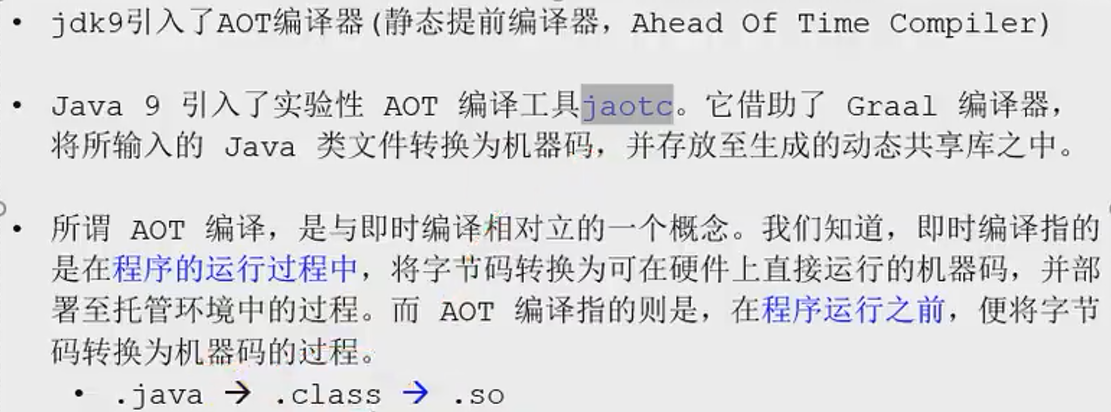 • jdk9引入了AOT编译器(静态提前编译器，Ahead Of Time Compiler)
• Java 9 引入了实验性 AOT 编译工具jaotc。它借助了 Graal 编译器，
将所输入的 Java 类文件转换为机器码，并存放至生成的动态共享库之中。
• 所谓 AOT 编译，是与即时编译相对立的一个概念。我们知道，即时编译指的
是在程序的运行过程中，将字节码转换为可在硬件上直接运行的机器码，并部
署至托管环境中的过程。而 AOT 编译指的则是，在程序运行之前，便将字节
码转换为机器码的过程。
• .java → .class → .so